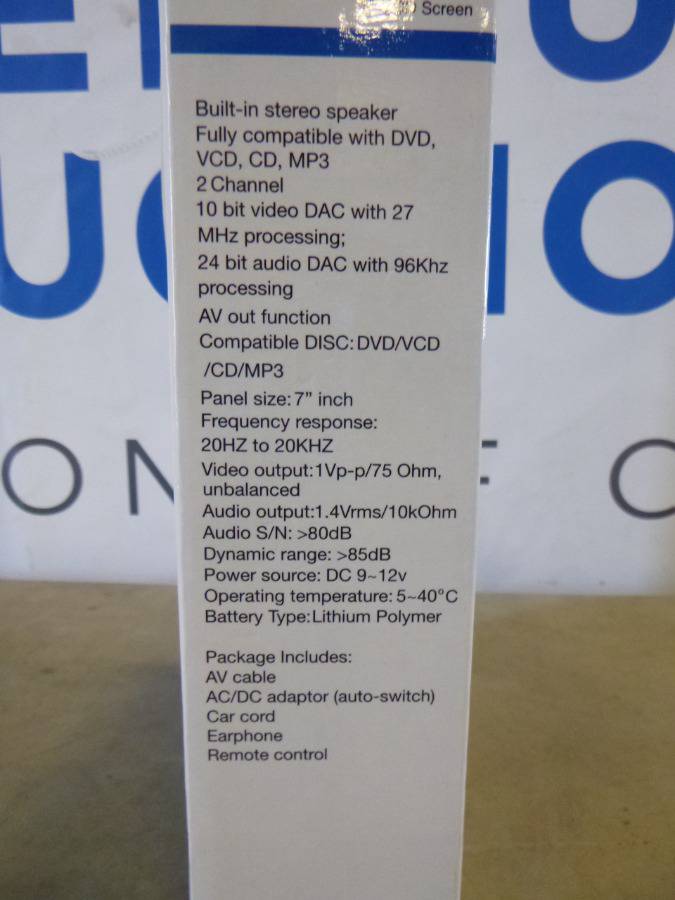 Screen
Built-in stereo speaker
Fully compatible with DVD,
VCD, CD, MP3
2 Channel
10 bit video DAC with 27
MHz processing;
24 bit audio DAC with 96Khz
processing
AV out function
Compatible DISC: DVD/VCD
/CD/MP3
Panel size: 7” inch
Frequency response:
20HZ to 20KHZ
Video output:1Vp-p/75 Ohm,
unbalanced
Audio output:1.4Vrms/10kOhm
Audio S/N: >80dB
Dynamic range: >85dB
Power source: DC 9~12v
Operating temperature: 5~40°C
Battery Type:Lithium Polymer
Package Includes:
AV cable
AC/DC adaptor (auto-switch)
Car cord
Earphone
Remote control